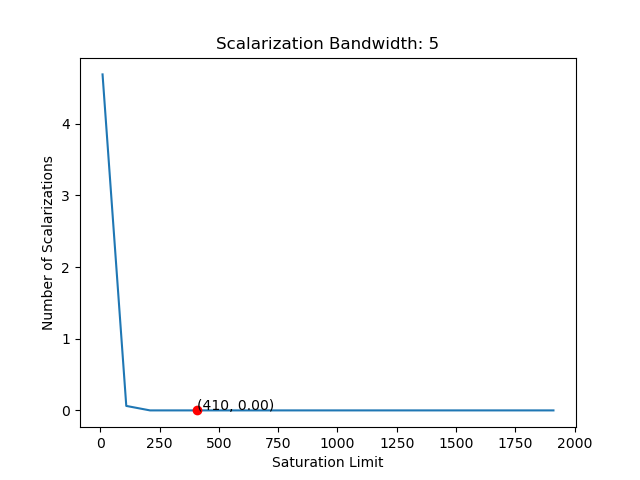 Scalarization Bandwidth: 5
Number of Scalarizations
4
3
2
1
0
(410, 0.00)
0 250 500 750 1000 1250 1500 1750 2000
Saturation Limit